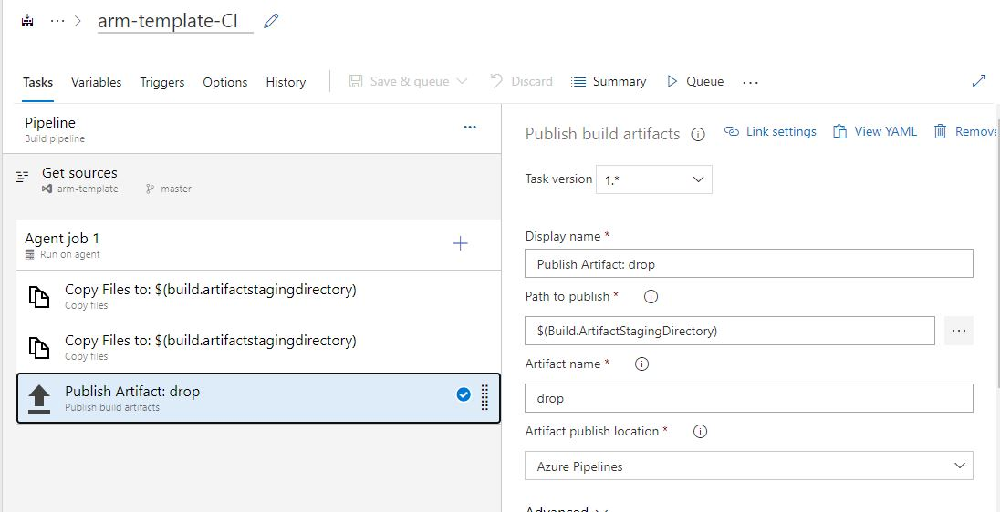 ··· > arm-template-CI
Tasks Variables Triggers Options History Save & queue Discard Summary Queue ...
Pipeline ...
Build pipeline
Get sources
arm-template master
Agent job 1
Run on agent
Copy Files to: $(build.artifactstagingdirectory)
Copy files
Copy Files to: $(build.artifactstagingdirectory)
Copy files
Publish Artifact: drop
Publish build artifacts
Publish build artifacts Link settings View YAML Remove
Task version 1.*
Display name *
Publish Artifact: drop
Path to publish *
$(Build.ArtifactStagingDirectory) ...
Artifact name *
drop
Artifact publish location *
Azure Pipelines
Advanced